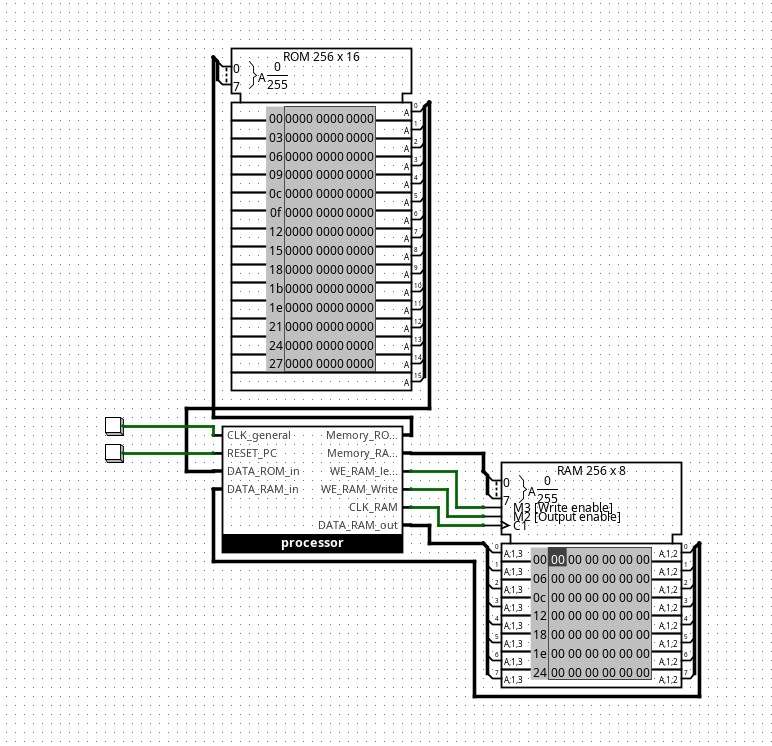 ROM 256 x 16
0
7
A
0
255
00 0000 0000 0000
03 0000 0000 0000
06 0000 0000 0000
09 0000 0000 0000
0c 0000 0000 0000
0f 0000 0000 0000
12 0000 0000 0000
15 0000 0000 0000
18 0000 0000 0000
1b 0000 0000 0000
1e 0000 0000 0000
21 0000 0000 0000
24 0000 0000 0000
27 0000 0000 0000
A 0
A 1
A 2
A 3
A 4
A 5
A 6
A 7
A 8
A 9
A 10
A 11
A 12
A 13
A 14
A 15
CLK_general Memory_RO...
RESET_PC Memory_RA...
DATA_ROM_in WE_RAM_le...
DATA_RAM_in WE_RAM_Write
CLK_RAM
DATA_RAM_out
processor
RAM 256 x 8
0
7
A
0
255
M3 [Write enable]
M2 [Output enable]
C1
0 A,1,3 A,1,2 0
1 A,1,3 A,1,2 1
2 A,1,3 A,1,2 2
3 A,1,3 A,1,2 3
4 A,1,3 A,1,2 4
5 A,1,3 A,1,2 5
6 A,1,3 A,1,2 6
7 A,1,3 A,1,2 7
00 00 00 00 00 00 00
06 00 00 00 00 00 00
0c 00 00 00 00 00 00
12 00 00 00 00 00 00
18 00 00 00 00 00 00
1e 00 00 00 00 00 00
24 00 00 00 00 00 00